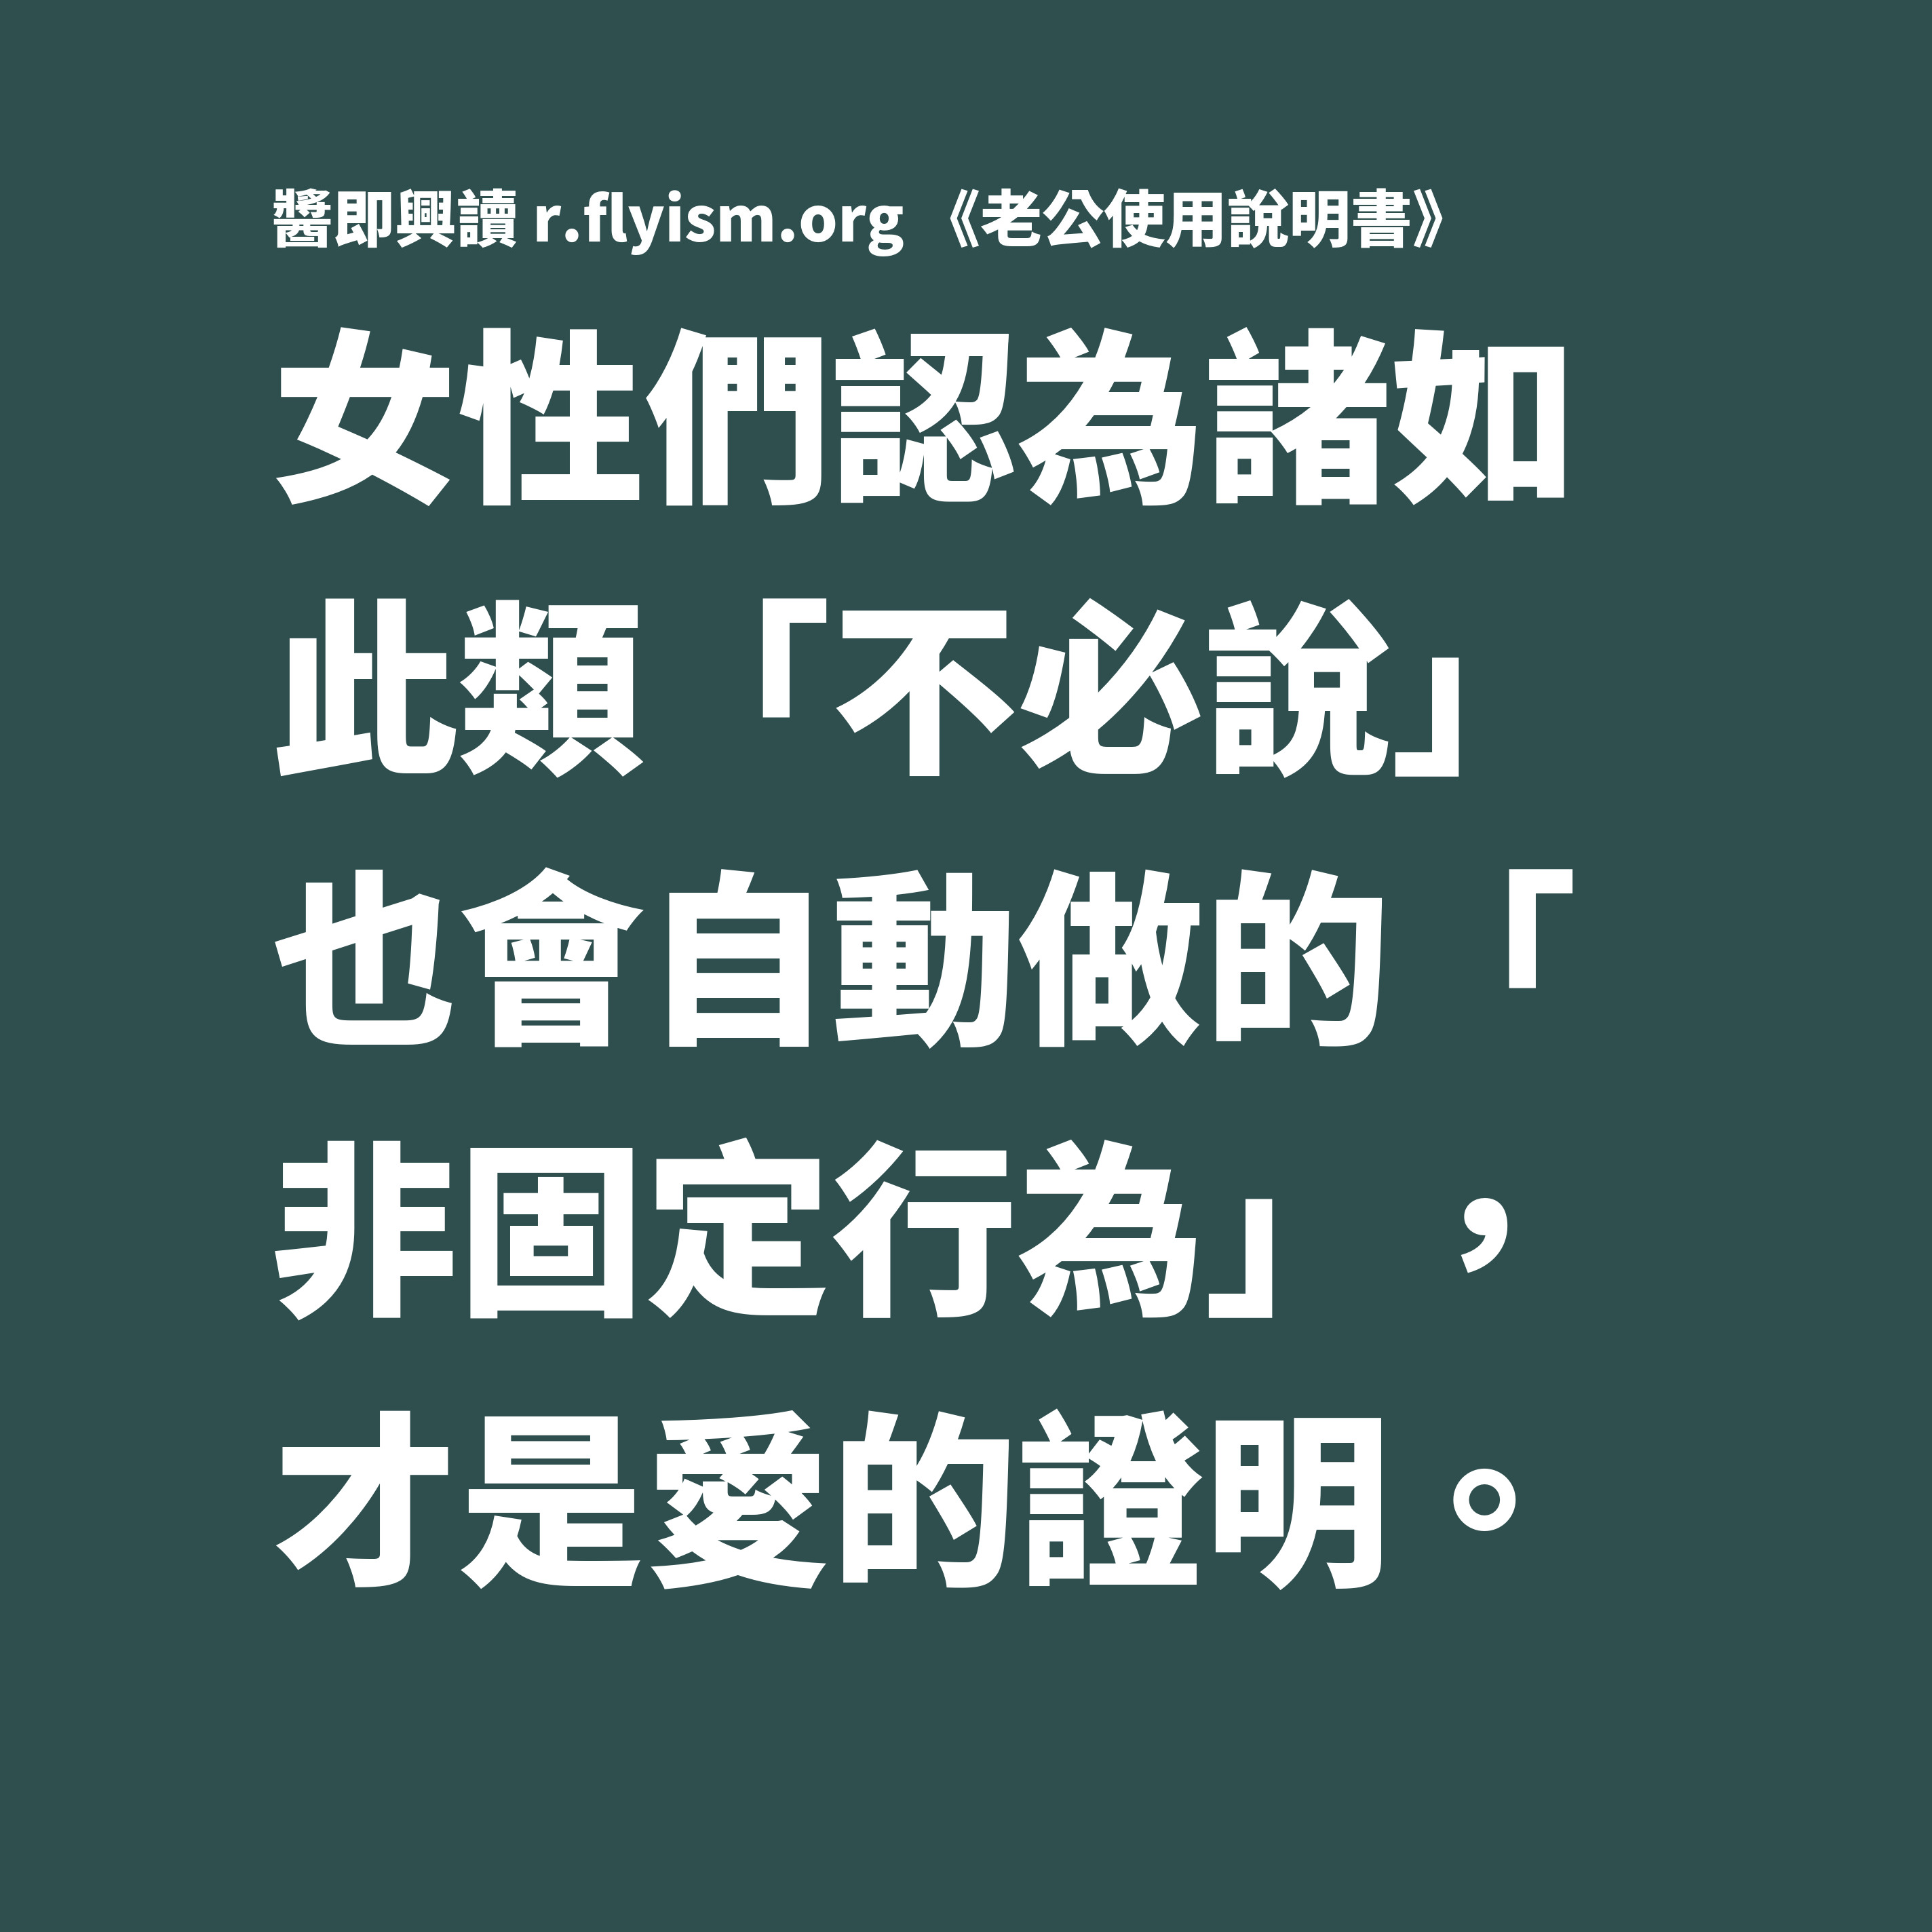 醫即知讀 r.flyism.org 《老公使用說明書》
女性們認為諸如
此類「不必說」
也會自動做的「
非固定行為」，
才是愛的證明。